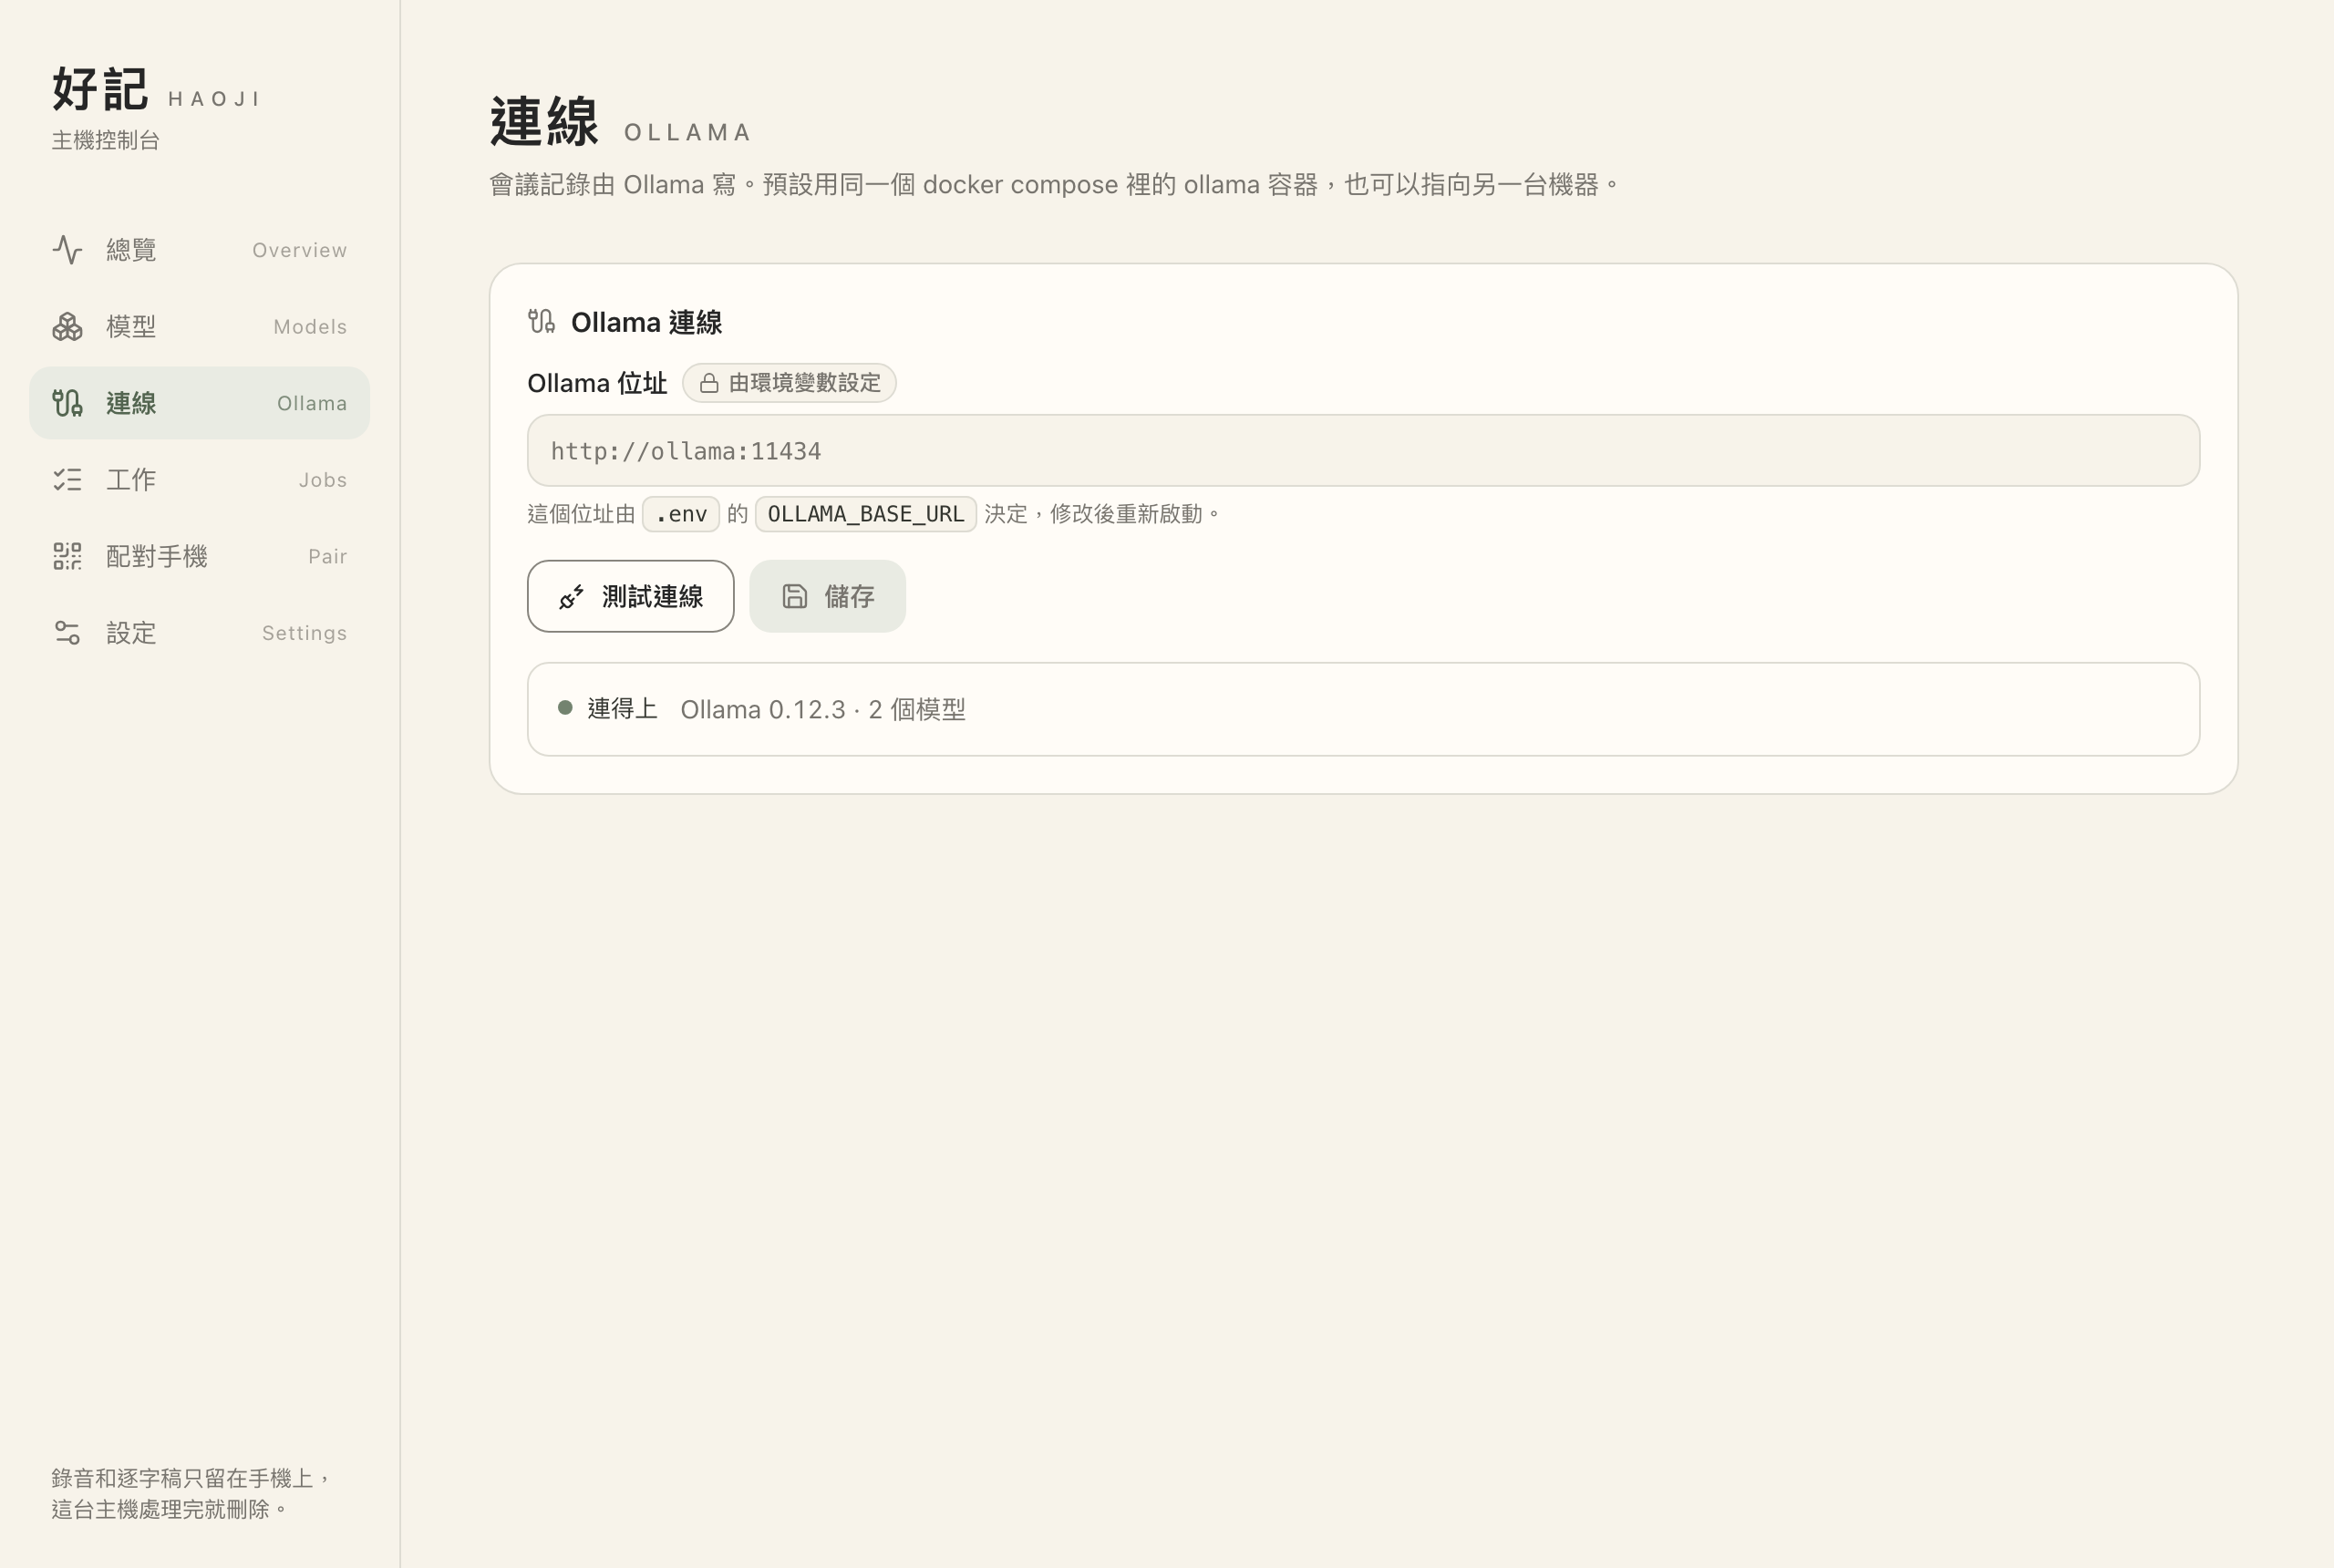 好記 HAOJI
主機控制台
總覽 Overview
模型 Models
連線 Ollama
工作 Jobs
配對手機 Pair
設定 Settings
錄音和逐字稿只留在手機上，
這台主機處理完就刪除。
連線 OLLAMA
會議記錄由 Ollama 寫。預設用同一個 docker compose 裡的 ollama 容器，也可以指向另一台機器。
Ollama 連線
Ollama 位址 由環境變數設定
http://ollama:11434
這個位址由 .env 的 OLLAMA_BASE_URL 決定，修改後重新啟動。
測試連線 儲存
連得上 Ollama 0.12.3 · 2 個模型